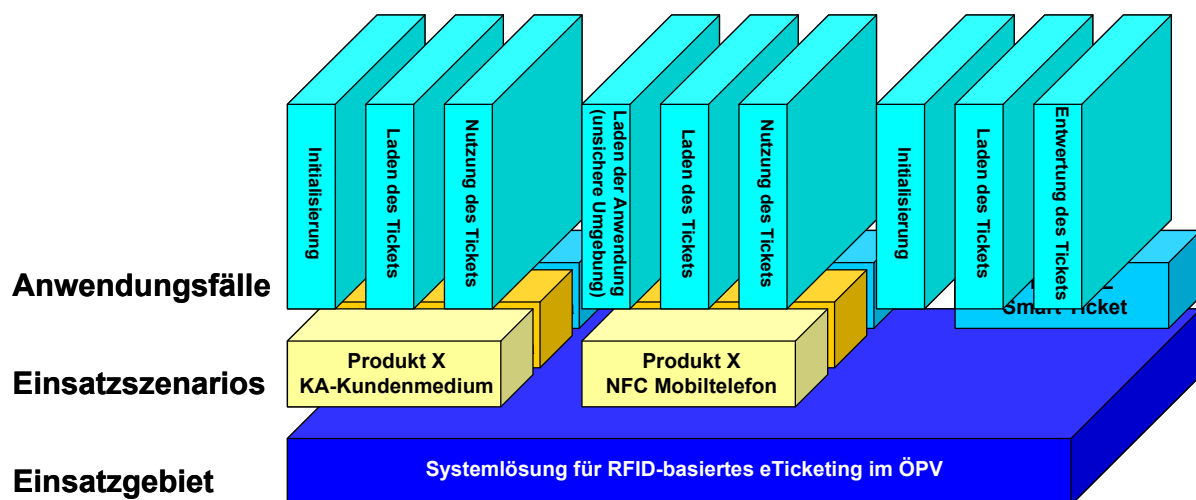 Initialisierung
Laden des Tickets
Nutzung des Tickets
Laden der Anwendung
(unsichere Umgebung)
Laden des Tickets
Nutzung des Tickets
Initialisierung
Laden des Tickets
Entwertung des Tickets
Anwendungsfälle
Smart Ticket
Einsatzszenarios
Produkt X
KA-Kundenmedium
Produkt X
NFC Mobiltelefon
Einsatzgebiet
Systemlösung für RFID-basiertes eTicketing im ÖPV